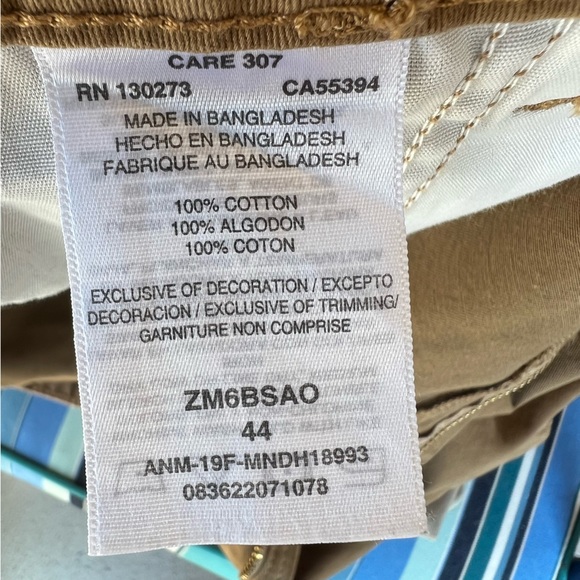 CARE 307
RN 130273 CA55394
MADE IN BANGLADESH
HECHO EN BANGLADESH
FABRIQUE AU BANGLADESH
100% COTTON
100% ALGODON
100% COTON
EXCLUSIVE OF DECORATION / EXCEPTO
DECORACION / EXCLUSIVE OF TRIMMING/
GARNITURE NON COMPRISE
ZM6BSAO
44
ANM-19F-MNDH18993
083622071078